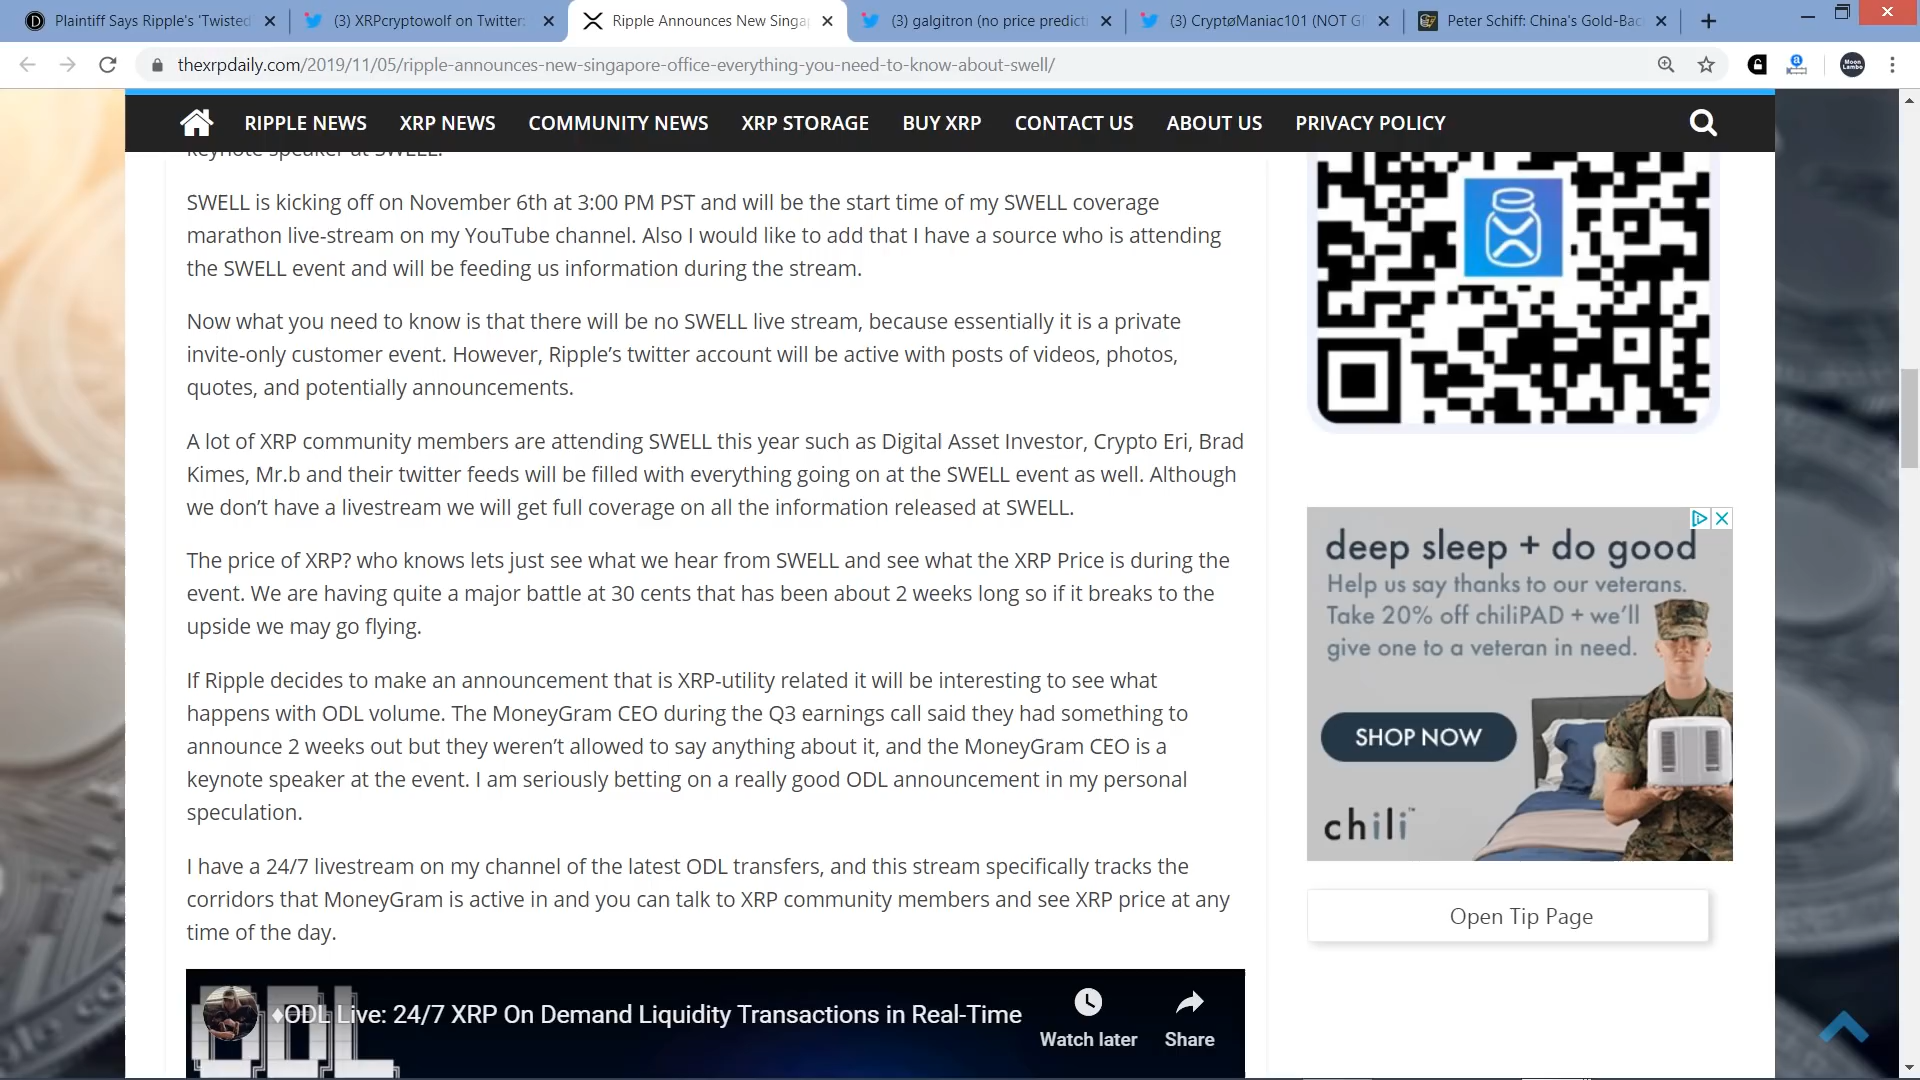 Plaintiff Says Ripple's 'Twisted
(3) XRPcryptowolf on Twitter:
Ripple Announces New Singa
(3) galgitron (no price predicti
(3) CryptøManiac101 (NOT GI
Peter Schiff: China's Gold-Bac
thexrpdaily.com/2019/11/05/ripple-announces-new-singapore-office-everything-you-need-to-know-about-swell/
Moon
Lambo
RIPPLE NEWS
XRP NEWS
COMMUNITY NEWS
XRP STORAGE
BUY XRP
CONTACT US
ABOUT US
PRIVACY POLICY
keynote speaker at SWELL.
SWELL is kicking off on November 6th at 3:00 PM PST and will be the start time of my SWELL coverage
marathon live-stream on my YouTube channel. Also I would like to add that I have a source who is attending
the SWELL event and will be feeding us information during the stream.
Now what you need to know is that there will be no SWELL live stream, because essentially it is a private
invite-only customer event. However, Ripple's twitter account will be active with posts of videos, photos,
quotes, and potentially announcements.
A lot of XRP community members are attending SWELL this year such as Digital Asset Investor, Crypto Eri, Brad
Kimes, Mr.b and their twitter feeds will be filled with everything going on at the SWELL event as well. Although
we don't have a livestream we will get full coverage on all the information released at SWELL.
The price of XRP? who knows lets just see what we hear from SWELL and see what the XRP Price is during the
event. We are having quite a major battle at 30 cents that has been about 2 weeks long so if it breaks to the
upside we may go flying.
If Ripple decides to make an announcement that is XRP-utility related it will be interesting to see what
happens with ODL volume. The MoneyGram CEO during the Q3 earnings call said they had something to
announce 2 weeks out but they weren't allowed to say anything about it, and the MoneyGram CEO is a
keynote speaker at the event. I am seriously betting on a really good ODL announcement in my personal
speculation.
I have a 24/7 livestream on my channel of the latest ODL transfers, and this stream specifically tracks the
corridors that MoneyGram is active in and you can talk to XRP community members and see XRP price at any
time of the day.
ODL
♦ODL Live: 24/7 XRP On Demand Liquidity Transactions in Real-Time
Watch later
Share
deep sleep + do good
Help us say thanks to our veterans.
Take 20% off chiliPAD + we'll
give one to a veteran in need.
SHOP NOW
chili™
Open Tip Page